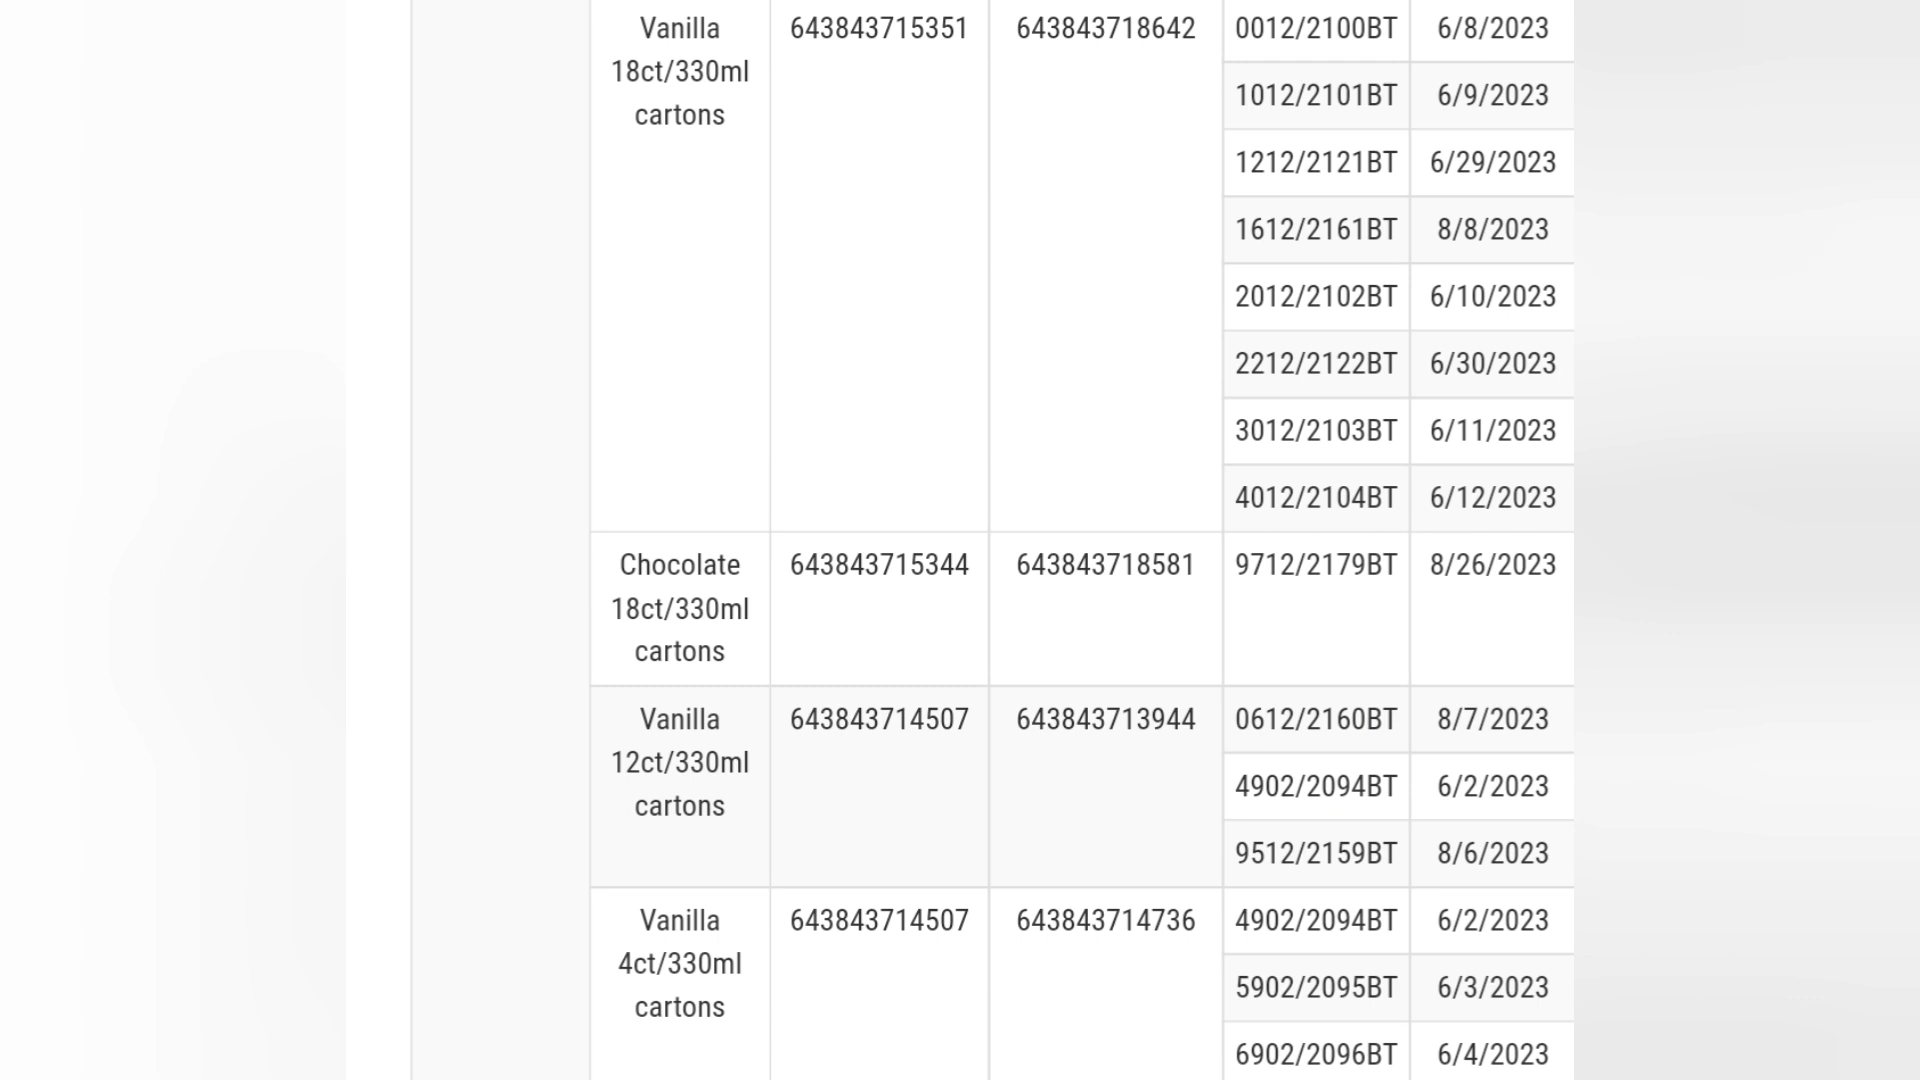 Vanilla 643843715351 643843718642 0012/2100BT 6/8/2023
18ct/330ml
cartons
1012/2101BT 6/9/2023
1212/2121BT 6/29/2023
1612/2161BT 8/8/2023
2012/2102BT 6/10/2023
2212/2122BT 6/30/2023
3012/2103BT 6/11/2023
4012/2104BT 6/12/2023
Chocolate 643843715344 643843718581 9712/2179BT 8/26/2023
18ct/330ml
cartons
Vanilla 643843714507 643843713944 0612/2160BT 8/7/2023
12ct/330ml
cartons
4902/2094BT 6/2/2023
9512/2159BT 8/6/2023
Vanilla 643843714507 643843714736 4902/2094BT 6/2/2023
4ct/330ml
cartons
5902/2095BT 6/3/2023
6902/2096BT 6/4/2023